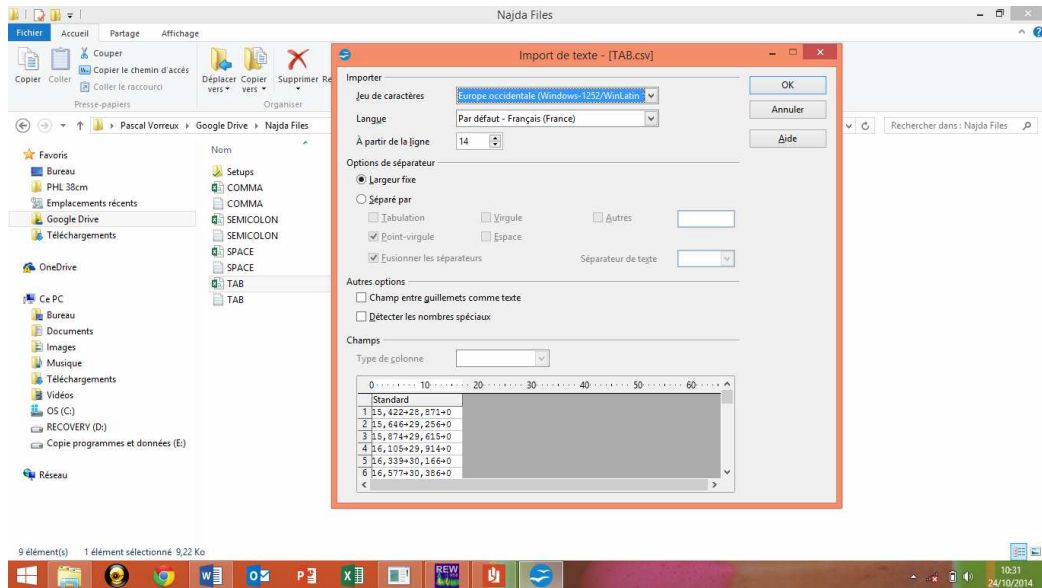 Najda Files
Fichier Accueil Partage Affichage
Copier
Coller
Couper
Copier le chemin d'accès
Coller le raccourci
Presse-papiers
Déplacer vers
Copier vers
Supprimer
Re
Organiser
Pascal Vorreux Google Drive Najda Files
Rechercher dans : Najda Files
Favoris
Bureau
PHL 38cm
Emplacements récents
Google Drive
Téléchargements
OneDrive
Ce PC
Bureau
Documents
Images
Musique
Téléchargements
Vidéos
OS (C:)
RECOVERY (D:)
Copie programmes et données (E:)
Réseau
Nom
Setups
COMMA
COMMA
SEMICOLON
SEMICOLON
SPACE
SPACE
TAB
TAB
Import de texte - [TAB.csv]
Importer
Jeu de caractères Europe occidentale (Windows-1252/WinLatin
Langue Par défaut - Français (France)
À partir de la ligne 14
OK
Annuler
Aide
Options de séparateur
Largeur fixe
Séparé par
Tabulation Virgule Autres
Point-virgule Espace
Fusionner les séparateurs Séparateur de texte
Autres options
Champ entre guillemets comme texte
Détecter les nombres spéciaux
Champs
Type de colonne
0 10 20 30 40 50 60
Standard
1 15,422→28,871→0
2 15,646→29,256→0
3 15,874→29,615→0
4 16,105→29,914→0
5 16,339→30,166→0
6 16,577→30,386→0
9 élément(s) 1 élément sélectionné 9,22 Ko
REW
10:31
24/10/2014